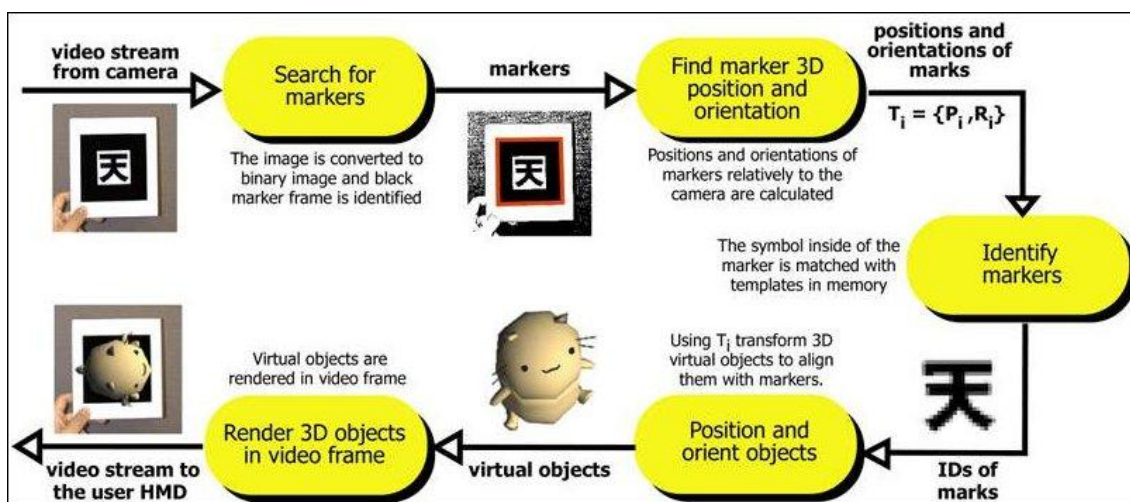 video stream
from camera
Search for
markers
markers
Find marker 3D
position and
orientation
positions and
orientations of
marks
T_i = {P_i ,R_i}
天
The image is converted to
binary image and black
marker frame is identified
天
Positions and orientations of
markers relatively to the
camera are calculated
The symbol inside of the
marker is matched with
templates in memory
Identify
markers
Using T_i transform 3D
virtual objects to align
them with markers.
天
Virtual objects are
rendered in video frame
Position and
orient objects
Render 3D objects
in video frame
IDs of
marks
virtual objects
video stream to
the user HMD